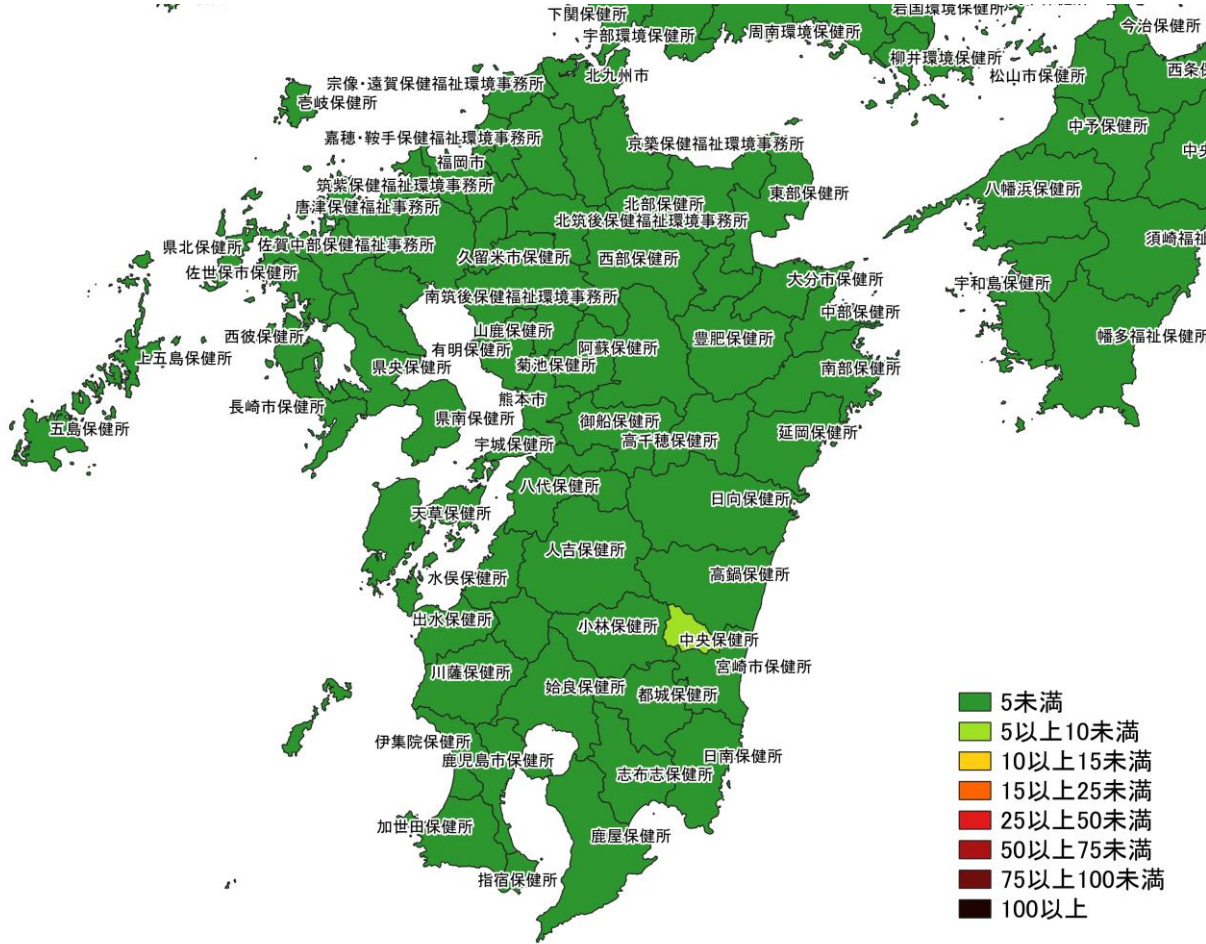 下関保健所
岩国環境保健所
宇部環境保健所
周南環境保健所
今治保健所
柳井環境保健所
北九州市
松山市保健所
西条保
宗像・遠賀保健福祉環境事務所
壱岐保健所
中予保健所
嘉穂・鞍手保健福祉環境事務所
京築保健福祉環境事務所
中央
福岡市
筑紫保健福祉環境事務所
東部保健所
八幡浜保健所
唐津保健福祉事務所
北部保健所
北筑後保健福祉環境事務所
県北保健所
佐賀中部保健福祉事務所
須崎福祉
久留米市保健所
西部保健所
佐世保市保健所
大分市保健所
宇和島保健所
南筑後保健福祉環境事務所
中部保健所
西彼保健所
山鹿保健所
豊肥保健所
幡多福祉保健所
上五島保健所
有明保健所
阿蘇保健所
県央保健所
菊池保健所
南部保健所
長崎市保健所
熊本市
五島保健所
県南保健所
御船保健所
延岡保健所
宇城保健所
高千穂保健所
八代保健所
日向保健所
天草保健所
人吉保健所
水俣保健所
高鍋保健所
出水保健所
小林保健所
中央保健所
川薩保健所
宮崎市保健所
姶良保健所
都城保健所
伊集院保健所
鹿児島市保健所
日南保健所
志布志保健所
加世田保健所
鹿屋保健所
指宿保健所
5未満
5以上10未満
10以上15未満
15以上25未満
25以上50未満
50以上75未満
75以上100未満
100以上